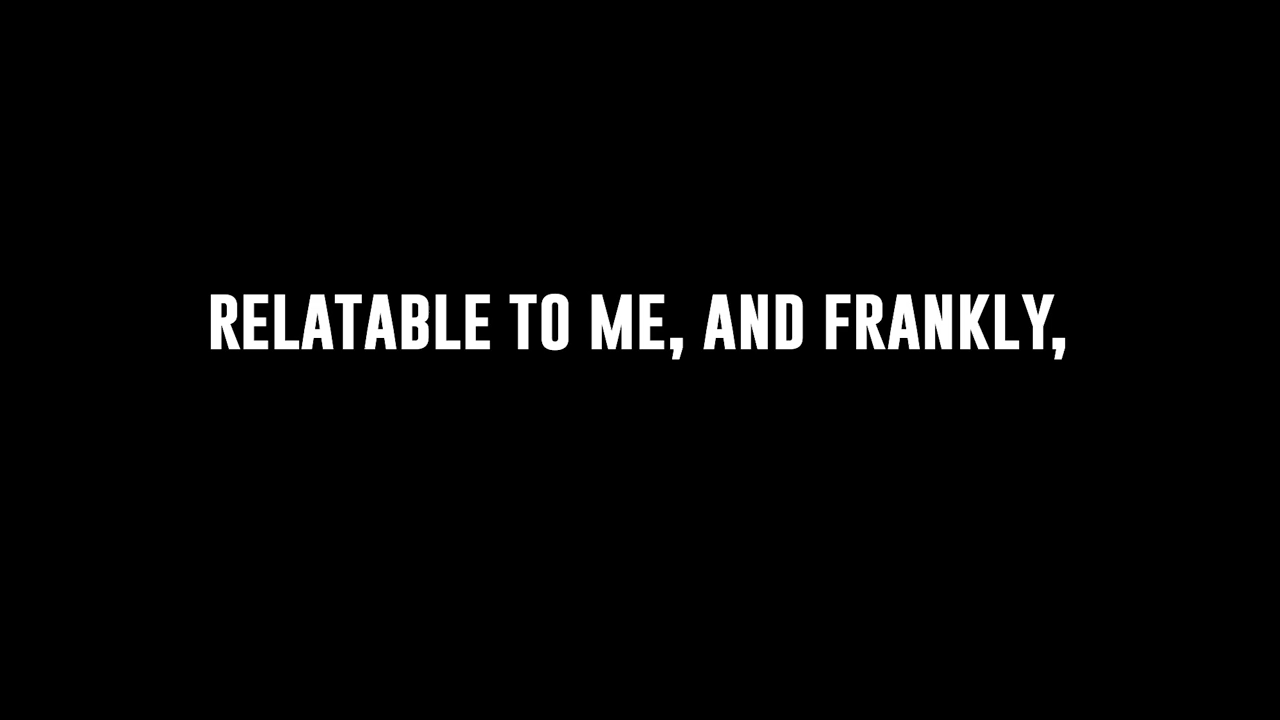 RELATABLE TO ME, AND FRANKLY,